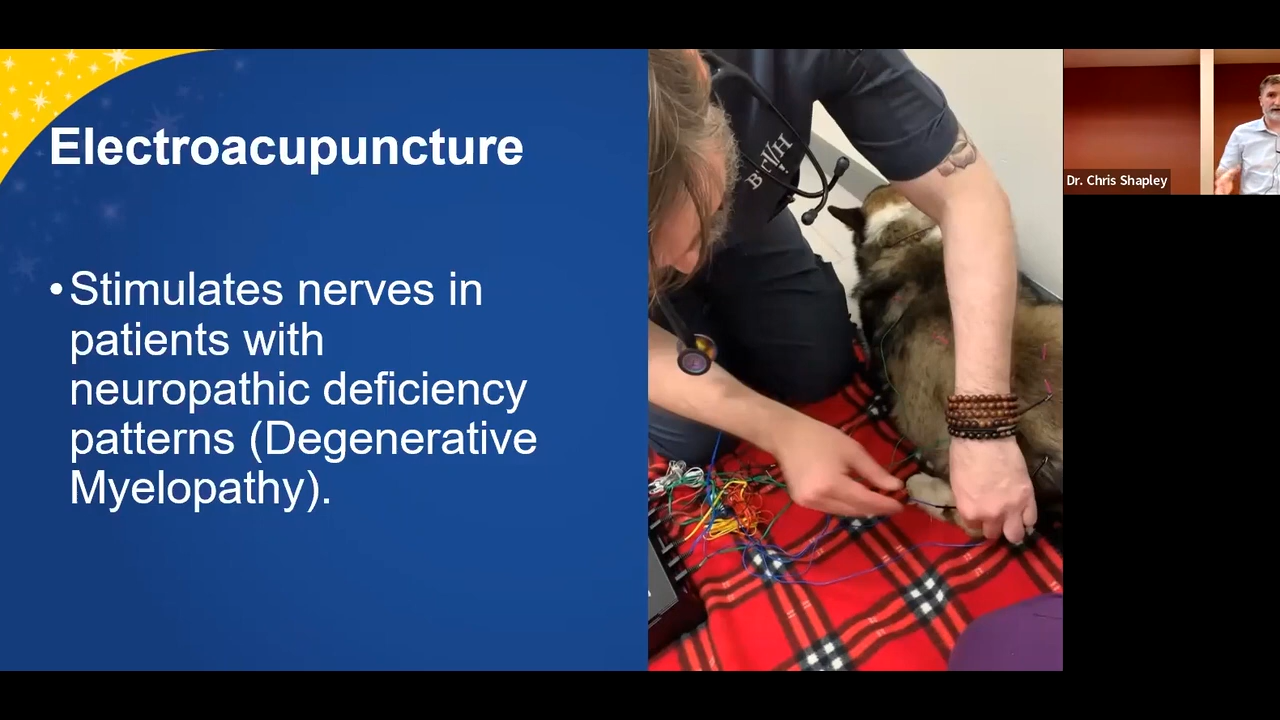 Electroacupuncture
• Stimulates nerves in
patients with
neuropathic deficiency
patterns (Degenerative
Myelopathy).
Dr. Chris Shapley